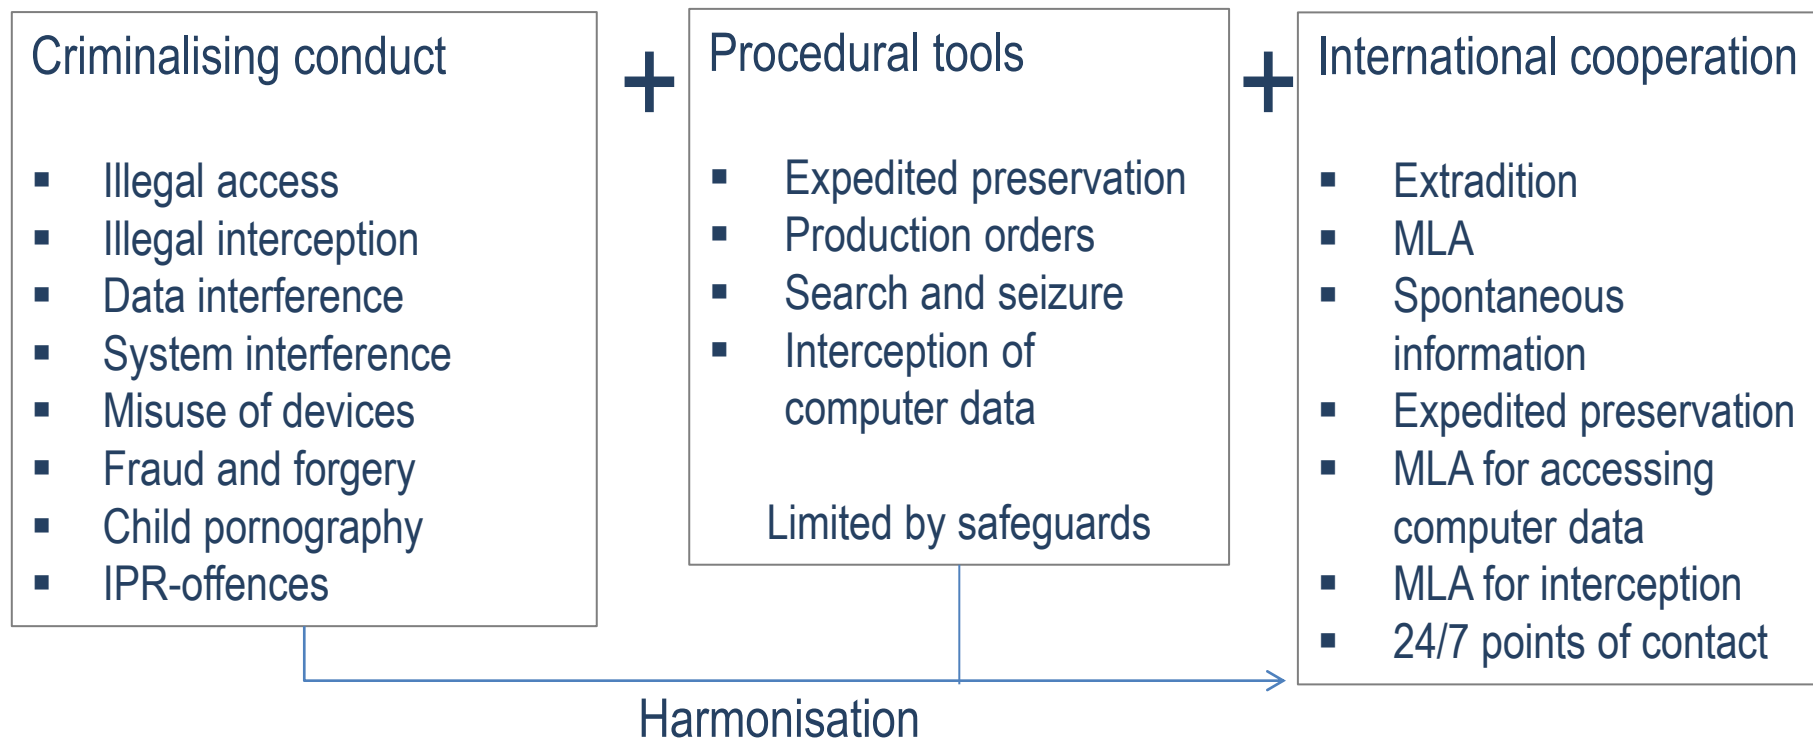 Criminalising conduct
▪ Illegal access
▪ Illegal interception
▪ Data interference
▪ System interference
▪ Misuse of devices
▪ Fraud and forgery
▪ Child pornography
▪ IPR-offences
+
Procedural tools
▪ Expedited preservation
▪ Production orders
▪ Search and seizure
▪ Interception of
computer data
Limited by safeguards
+
International cooperation
▪ Extradition
▪ MLA
▪ Spontaneous
information
▪ Expedited preservation
▪ MLA for accessing
computer data
▪ MLA for interception
▪ 24/7 points of contact
Harmonisation